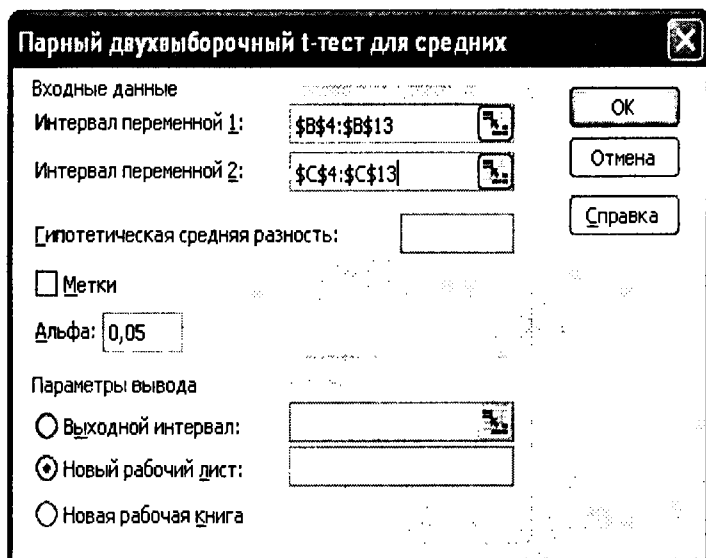 Парный двухвыборочный t-тест для средних
Входные данные
Интервал переменной 1: $B$4:$B$13
Интервал переменной 2: $C$4:$C$13
Гипотетическая средняя разность:
Метки
Альфа: 0,05
Параметры вывода
Выходной интервал:
Новый рабочий лист:
Новая рабочая книга
ОК
Отмена
Справка